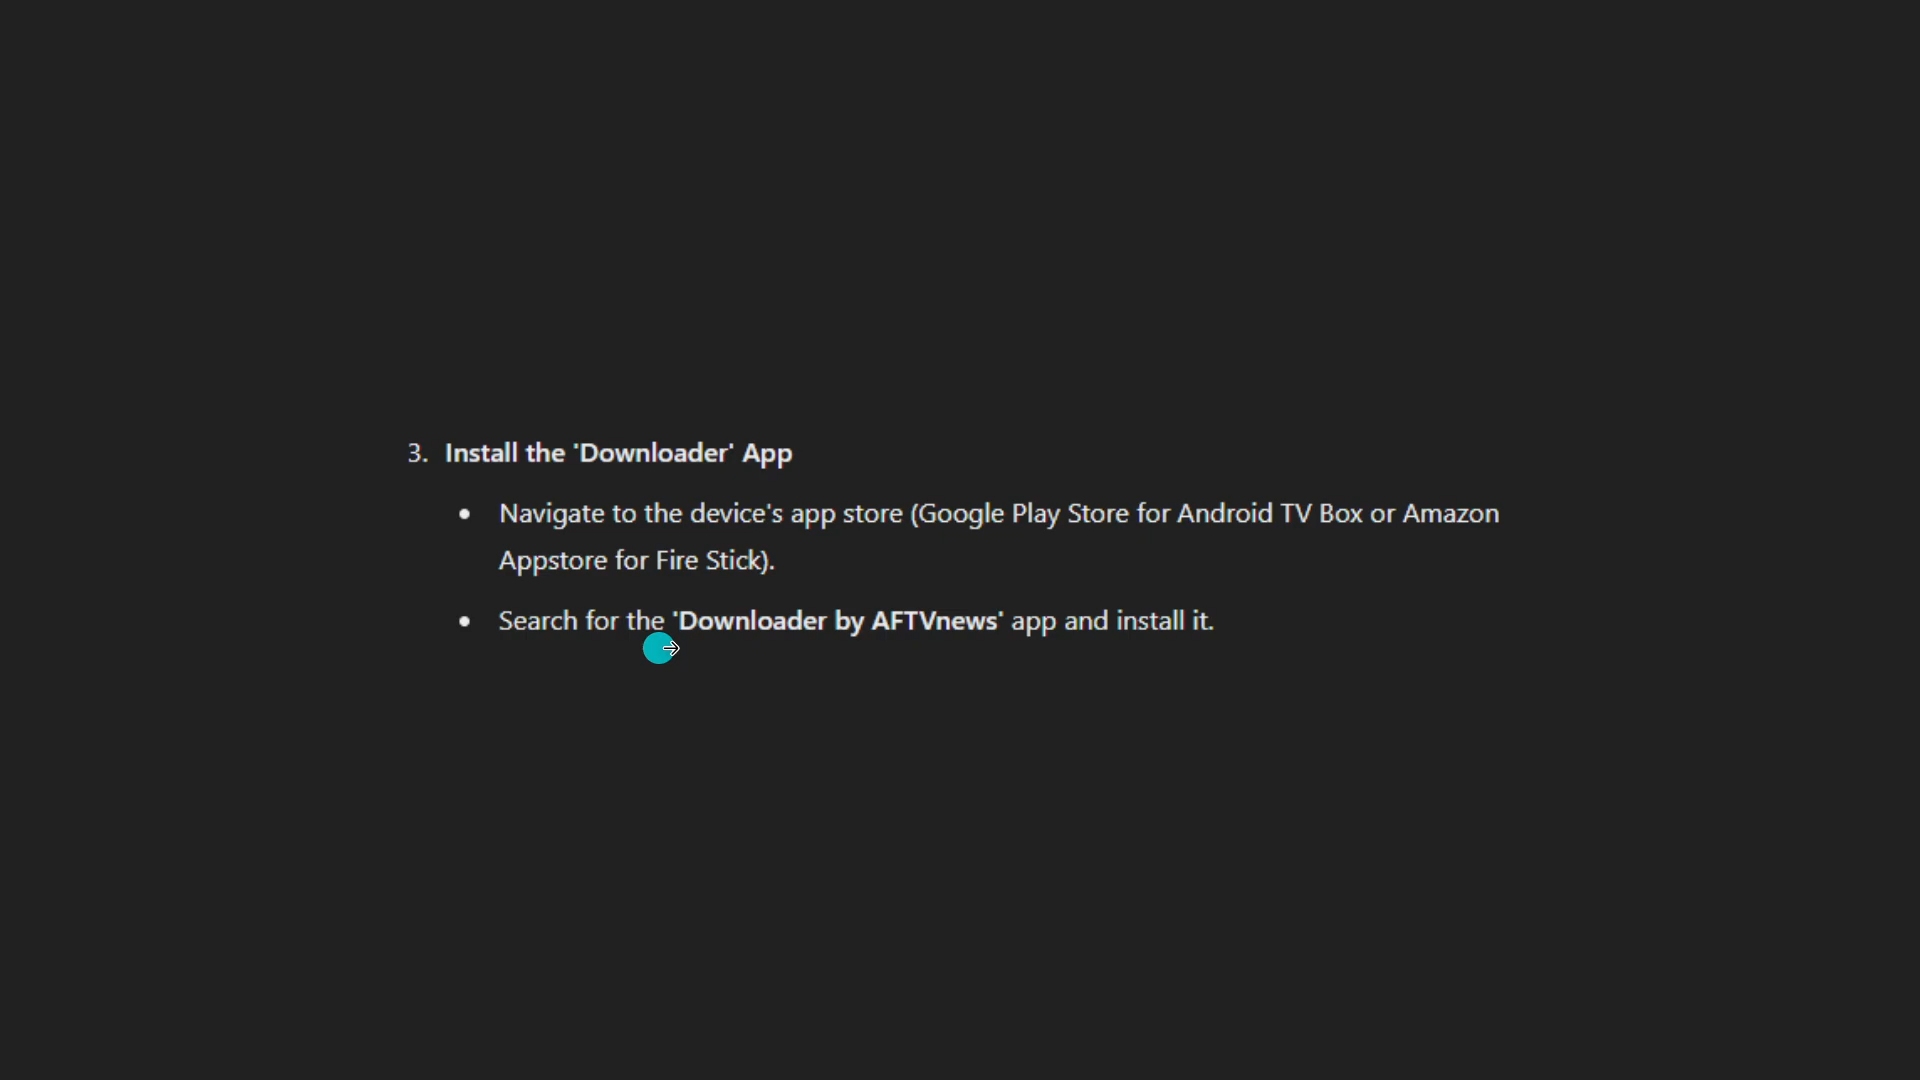 3. Install the 'Downloader' App
• Navigate to the device's app store (Google Play Store for Android TV Box or Amazon
Appstore for Fire Stick).
• Search for the 'Downloader by AFTVnews' app and install it.